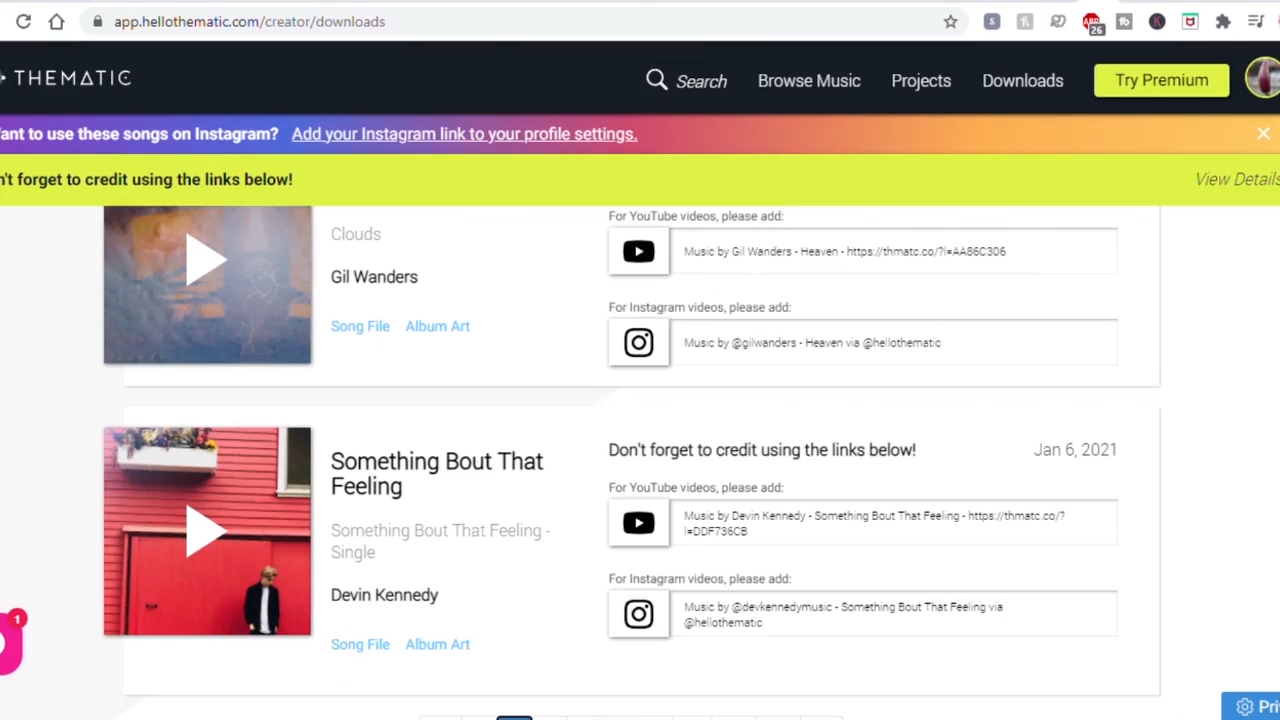 app.hellothematic.com/creator/downloads
26
THEMATIC
Search
Browse Music
Projects
Downloads
Try Premium
ant to use these songs on Instagram? Add your Instagram link to your profile settings.
n't forget to credit using the links below!
View Details
Clouds
Gil Wanders
Song File Album Art
For YouTube videos, please add:
Music by Gil Wanders - Heaven - https://thmatc.co/?l=AA86C306
For Instagram videos, please add:
Music by @gilwanders - Heaven via @hellothematic
Something Bout That
Feeling
Something Bout That Feeling -
Single
Devin Kennedy
Song File Album Art
Don't forget to credit using the links below!
Jan 6, 2021
For YouTube videos, please add:
Music by Devin Kennedy - Something Bout That Feeling - https://thmatc.co/?
l=DDF736CB
For Instagram videos, please add:
Music by @devkennedymusic - Something Bout That Feeling via
@hellothematic
1
Pri